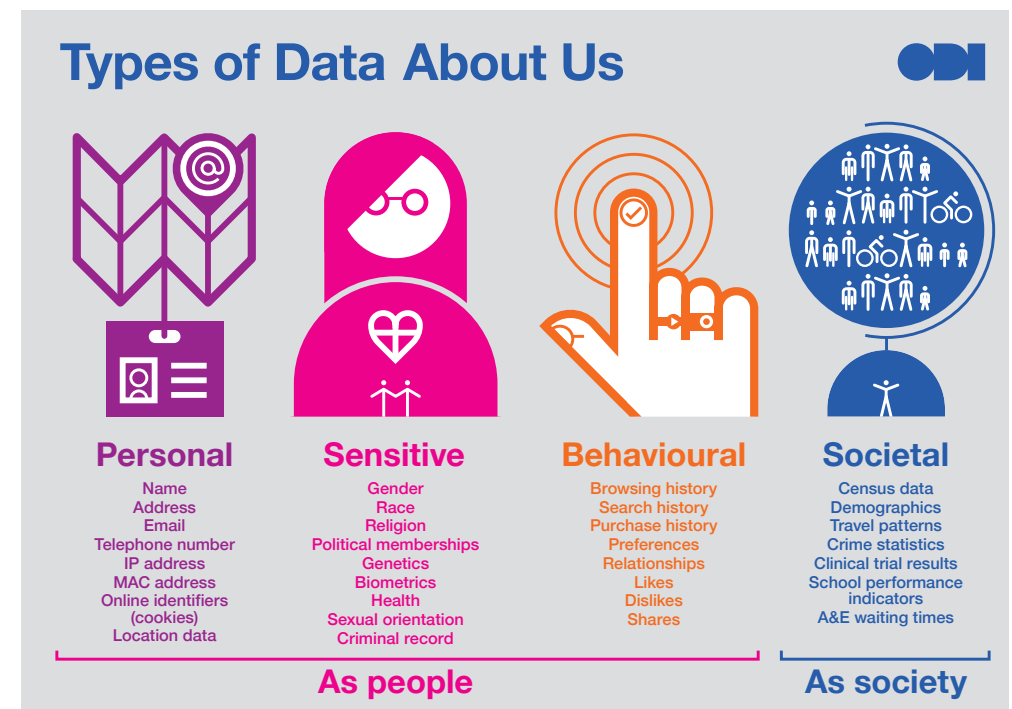 Types of Data About Us
ODI
@
Personal
Name
Address
Email
Telephone number
IP address
MAC address
Online identifiers
(cookies)
Location data
Sensitive
Gender
Race
Religion
Political memberships
Genetics
Biometrics
Health
Sexual orientation
Criminal record
Behavioural
Browsing history
Search history
Purchase history
Preferences
Relationships
Likes
Dislikes
Shares
Societal
Census data
Demographics
Travel patterns
Crime statistics
Clinical trial results
School performance
indicators
A&E waiting times
As people
As society